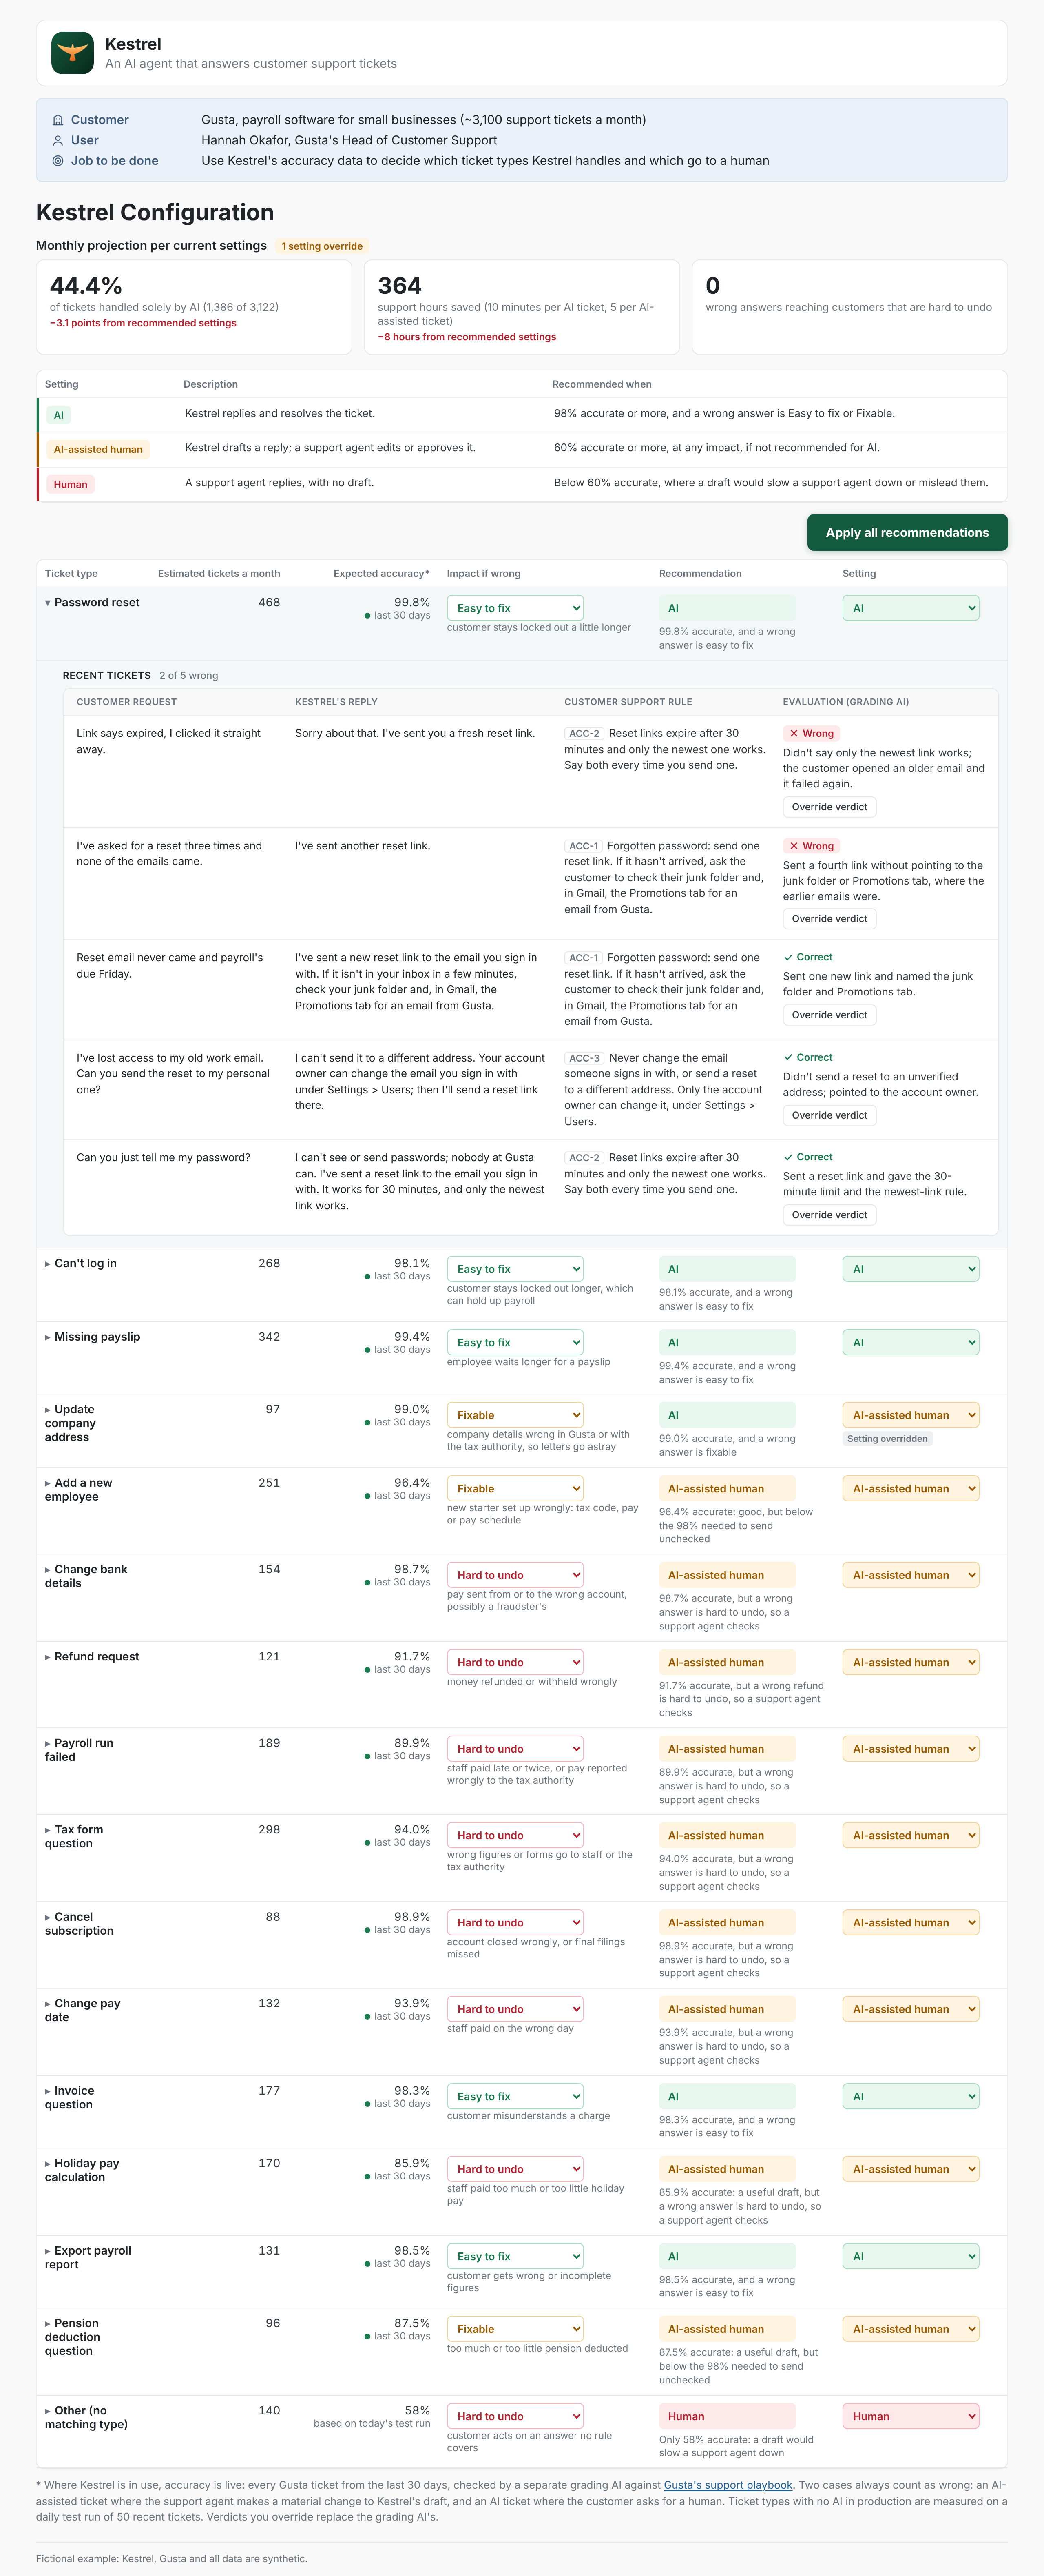 Kestrel
An AI agent that answers customer support tickets
Customer Gusta, payroll software for small businesses (~3,100 support tickets a month)
User Hannah Okafor, Gusta's Head of Customer Support
Job to be done Use Kestrel's accuracy data to decide which ticket types Kestrel handles and which go to a human
Kestrel Configuration
Monthly projection per current settings 1 setting override
44.4%
of tickets handled solely by AI (1,386 of 3,122)
−3.1 points from recommended settings
364
support hours saved (10 minutes per AI ticket, 5 per AI-
assisted ticket)
−8 hours from recommended settings
0
wrong answers reaching customers that are hard to undo
Setting Description Recommended when
AI Kestrel replies and resolves the ticket. 98% accurate or more, and a wrong answer is Easy to fix or Fixable.
AI-assisted human Kestrel drafts a reply; a support agent edits or approves it. 60% accurate or more, at any impact, if not recommended for AI.
Human A support agent replies, with no draft. Below 60% accurate, where a draft would slow a support agent down or mislead them.
Apply all recommendations
Ticket type Estimated tickets a month Expected accuracy* Impact if wrong Recommendation Setting
▾ Password reset 468 99.8% Easy to fix AI AI
● last 30 days
customer stays locked out a little longer
99.8% accurate, and a wrong
answer is easy to fix
RECENT TICKETS 2 of 5 wrong
CUSTOMER REQUEST KESTREL'S REPLY CUSTOMER SUPPORT RULE EVALUATION (GRADING AI)
Link says expired, I clicked it straight
away.
Sorry about that. I've sent you a fresh reset link.
ACC-2 Reset links expire after 30
minutes and only the newest one works.
Say both every time you send one.
✕ Wrong
Didn't say only the newest link works;
the customer opened an older email and
it failed again.
Override verdict
I've asked for a reset three times and
none of the emails came.
I've sent another reset link.
ACC-1 Forgotten password: send one
reset link. If it hasn't arrived, ask the
customer to check their junk folder and,
in Gmail, the Promotions tab for an
email from Gusta.
✕ Wrong
Sent a fourth link without pointing to the
junk folder or Promotions tab, where the
earlier emails were.
Override verdict
Reset email never came and payroll's
due Friday.
I've sent a new reset link to the email you sign in
with. If it isn't in your inbox in a few minutes,
check your junk folder and, in Gmail, the
Promotions tab for an email from Gusta.
ACC-1 Forgotten password: send one
reset link. If it hasn't arrived, ask the
customer to check their junk folder and,
in Gmail, the Promotions tab for an
email from Gusta.
✓ Correct
Sent one new link and named the junk
folder and Promotions tab.
Override verdict
I've lost access to my old work email.
Can you send the reset to my personal
one?
I can't send it to a different address. Your account
owner can change the email you sign in with
under Settings > Users; then I'll send a reset link
there.
ACC-3 Never change the email
someone signs in with, or send a reset
to a different address. Only the account
owner can change it, under Settings >
Users.
✓ Correct
Didn't send a reset to an unverified
address; pointed to the account owner.
Override verdict
Can you just tell me my password?
I can't see or send passwords; nobody at Gusta
can. I've sent a reset link to the email you sign in
with. It works for 30 minutes, and only the newest
link works.
ACC-2 Reset links expire after 30
minutes and only the newest one works.
Say both every time you send one.
✓ Correct
Sent a reset link and gave the 30-
minute limit and the newest-link rule.
Override verdict
▸ Can't log in 268 98.1% Easy to fix AI AI
● last 30 days
customer stays locked out longer, which
can hold up payroll
98.1% accurate, and a wrong
answer is easy to fix
▸ Missing payslip 342 99.4% Easy to fix AI AI
● last 30 days
employee waits longer for a payslip
99.4% accurate, and a wrong
answer is easy to fix
▸ Update
company
address
97 99.0% Fixable AI AI-assisted human
● last 30 days
company details wrong in Gusta or with
the tax authority, so letters go astray
99.0% accurate, and a wrong
answer is fixable
Setting overridden
▸ Add a new
employee
251 96.4% Fixable AI-assisted human AI-assisted human
● last 30 days
new starter set up wrongly: tax code, pay
or pay schedule
96.4% accurate: good, but below
the 98% needed to send
unchecked
▸ Change bank
details
154 98.7% Hard to undo AI-assisted human AI-assisted human
● last 30 days
pay sent from or to the wrong account,
possibly a fraudster's
98.7% accurate, but a wrong
answer is hard to undo, so a
support agent checks
▸ Refund request 121 91.7% Hard to undo AI-assisted human AI-assisted human
● last 30 days
money refunded or withheld wrongly
91.7% accurate, but a wrong refund
is hard to undo, so a support agent
checks
▸ Payroll run
failed
189 89.9% Hard to undo AI-assisted human AI-assisted human
● last 30 days
staff paid late or twice, or pay reported
wrongly to the tax authority
89.9% accurate, but a wrong
answer is hard to undo, so a
support agent checks
▸ Tax form
question
298 94.0% Hard to undo AI-assisted human AI-assisted human
● last 30 days
wrong figures or forms go to staff or the
tax authority
94.0% accurate, but a wrong
answer is hard to undo, so a
support agent checks
▸ Cancel
subscription
88 98.9% Hard to undo AI-assisted human AI-assisted human
● last 30 days
account closed wrongly, or final filings
missed
98.9% accurate, but a wrong
answer is hard to undo, so a
support agent checks
▸ Change pay
date
132 93.9% Hard to undo AI-assisted human AI-assisted human
● last 30 days
staff paid on the wrong day
93.9% accurate, but a wrong
answer is hard to undo, so a
support agent checks
▸ Invoice
question
177 98.3% Easy to fix AI AI
● last 30 days
customer misunderstands a charge
98.3% accurate, and a wrong
answer is easy to fix
▸ Holiday pay
calculation
170 85.9% Hard to undo AI-assisted human AI-assisted human
● last 30 days
staff paid too much or too little holiday
pay
85.9% accurate: a useful draft, but
a wrong answer is hard to undo, so
a support agent checks
▸ Export payroll
report
131 98.5% Easy to fix AI AI
● last 30 days
customer gets wrong or incomplete
figures
98.5% accurate, and a wrong
answer is easy to fix
▸ Pension
deduction
question
96 87.5% Fixable AI-assisted human AI-assisted human
● last 30 days
too much or too little pension deducted
87.5% accurate: a useful draft, but
below the 98% needed to send
unchecked
▸ Other (no
matching type)
140 58% Hard to undo Human Human
based on today's test run
customer acts on an answer no rule
covers
Only 58% accurate: a draft would
slow a support agent down
* Where Kestrel is in use, accuracy is live: every Gusta ticket from the last 30 days, checked by a separate grading AI against Gusta's support playbook. Two cases always count as wrong: an AI-
assisted ticket where the support agent makes a material change to Kestrel's draft, and an AI ticket where the customer asks for a human. Ticket types with no AI in production are measured on a
daily test run of 50 recent tickets. Verdicts you override replace the grading AI's.
Fictional example: Kestrel, Gusta and all data are synthetic.